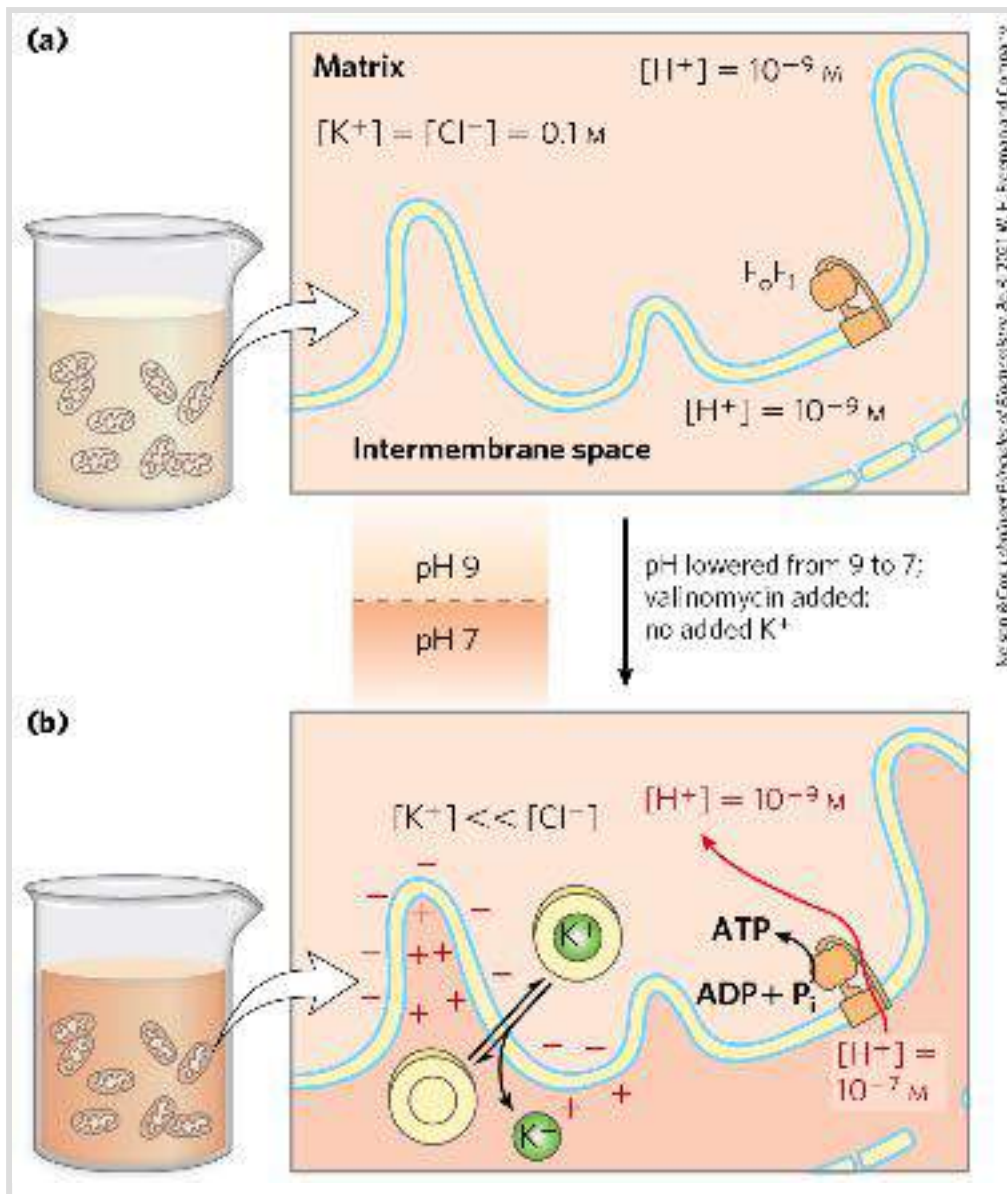 (a)
Matrix
[H⁺] = 10⁻⁹ M
[K⁺] = [Cl⁻] = 0.1 M
FₒF₁
[H⁺] = 10⁻⁹ M
Intermembrane space
pH 9
pH 7
pH lowered from 9 to 7;
valinomycin added;
no added K⁺
(b)
[K⁺] << [Cl⁻]
[H⁺] = 10⁻⁹ M
K⁺
ATP
ADP + Pᵢ
[H⁺] =
10⁻⁷ M
K⁺